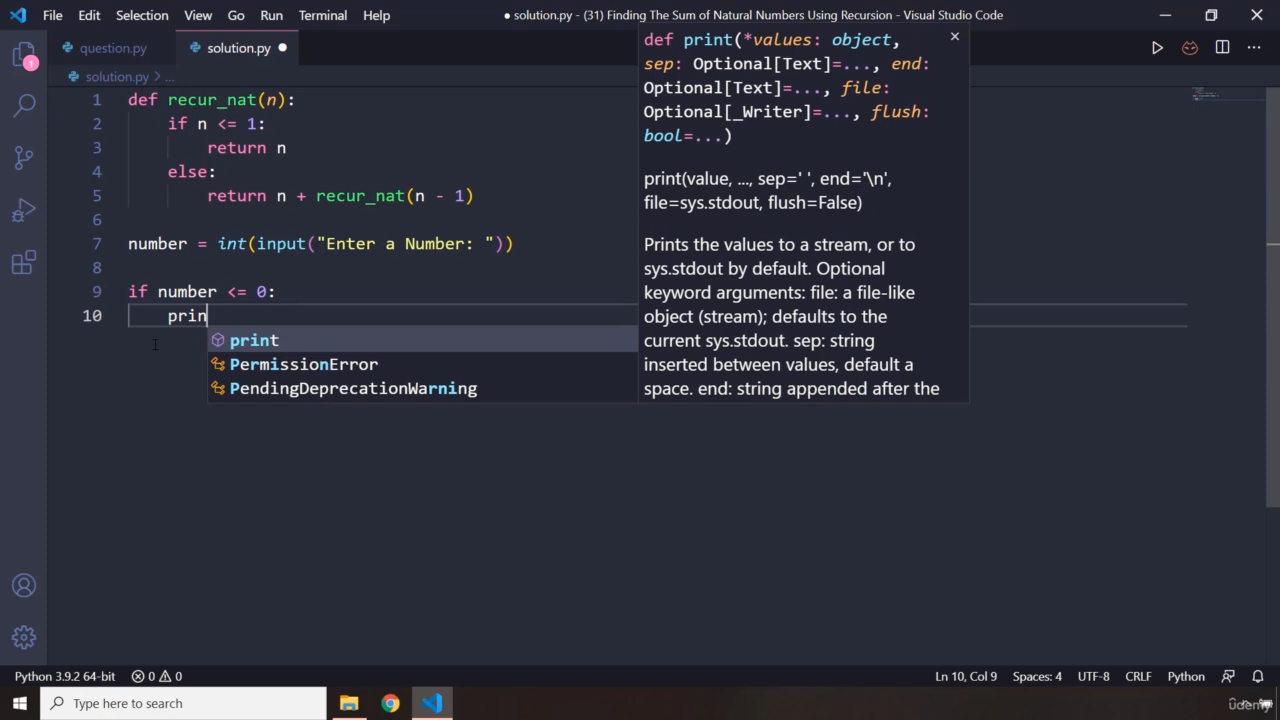 File Edit Selection View Go Run Terminal Help
● solution.py - (31) Finding The Sum of Natural Numbers Using Recursion - Visual Studio Code
question.py
solution.py ●
solution.py > ...
1 def recur_nat(n):
2 if n <= 1:
3 return n
4 else:
5 return n + recur_nat(n - 1)
6
7 number = int(input("Enter a Number: "))
8
9 if number <= 0:
10 prin
print
PermissionError
PendingDeprecationWarning
def print(*values: object,
sep: Optional[Text]=..., end:
Optional[Text]=..., file:
Optional[_Writer]=..., flush:
bool=...)
print(value, ..., sep=' ', end='\n',
file=sys.stdout, flush=False)
Prints the values to a stream, or to
sys.stdout by default. Optional
keyword arguments: file: a file-like
object (stream); defaults to the
current sys.stdout. sep: string
inserted between values, default a
space. end: string appended after the
1
Python 3.9.2 64-bit 0 0 Ln 10, Col 9 Spaces: 4 UTF-8 CRLF Python
Type here to search
Udemy